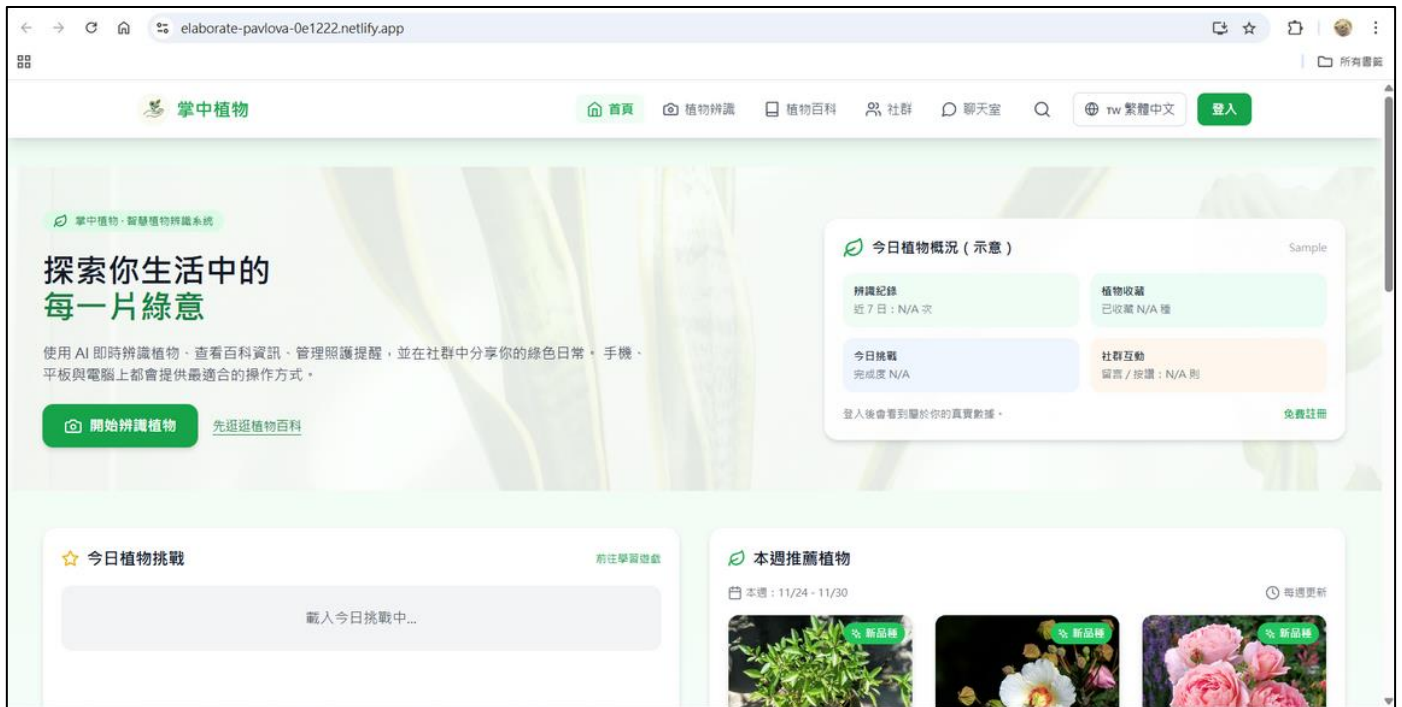 elaborate-pavlova-0e1222.netlify.app
所有書籤
掌中植物
首頁
植物辨識
植物百科
社群
聊天室
TW 繁體中文
登入
掌中植物 · 智慧植物辨識系統
探索你生活中的
每一片綠意
使用 AI 即時辨識植物、查看百科資訊、管理照護提醒，並在社群中分享你的綠色日常。 手機、
平板與電腦上都會提供最適合的操作方式。
開始辨識植物
先逛逛植物百科
今日植物概況（示意）
Sample
辨識紀錄
近 7 日：N/A 次
植物收藏
已收藏 N/A 種
今日挑戰
完成度 N/A
社群互動
留言 / 按讚：N/A 則
登入後會看到屬於你的真實數據。
免費註冊
今日植物挑戰
前往學習遊戲
載入今日挑戰中...
本週推薦植物
本週：11/24 - 11/30
每週更新
新品種
新品種
新品種